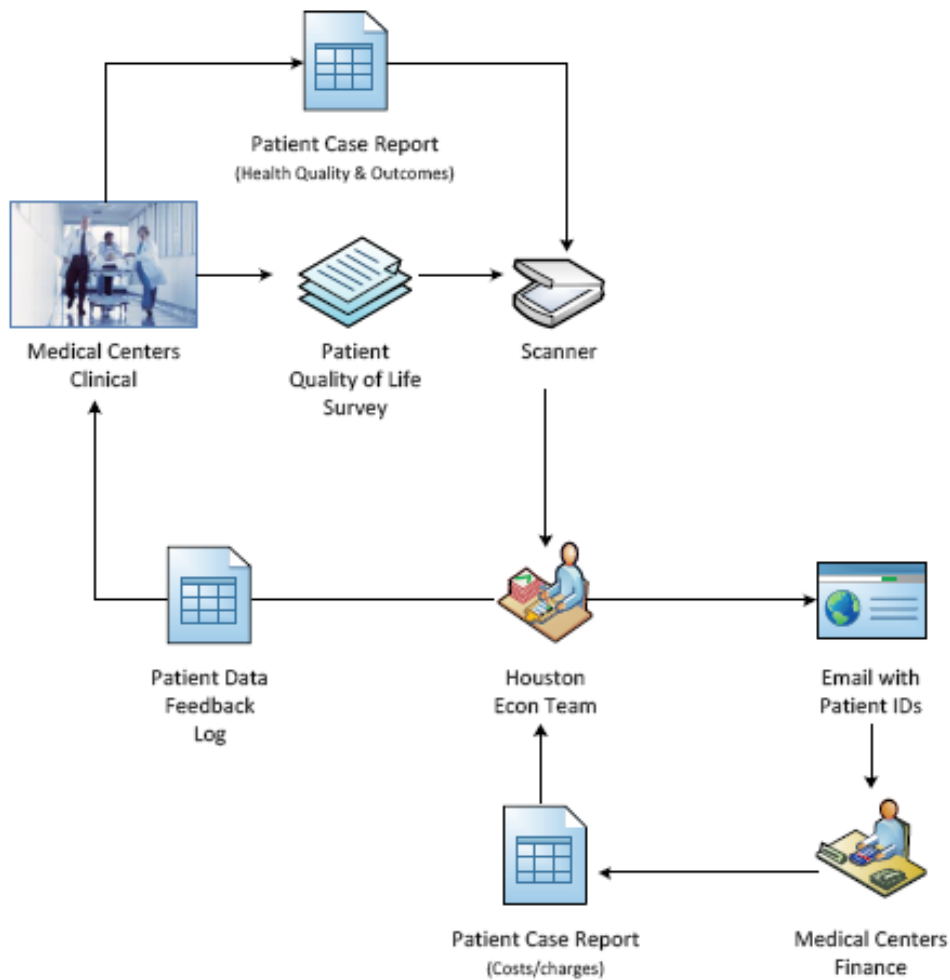 Patient Case Report
(Health Quality & Outcomes)
Medical Centers
Clinical
Patient
Quality of Life
Survey
Scanner
Patient Data
Feedback
Log
Houston
Econ Team
Email with
Patient IDs
Patient Case Report
(Costs/charges)
Medical Centers
Finance